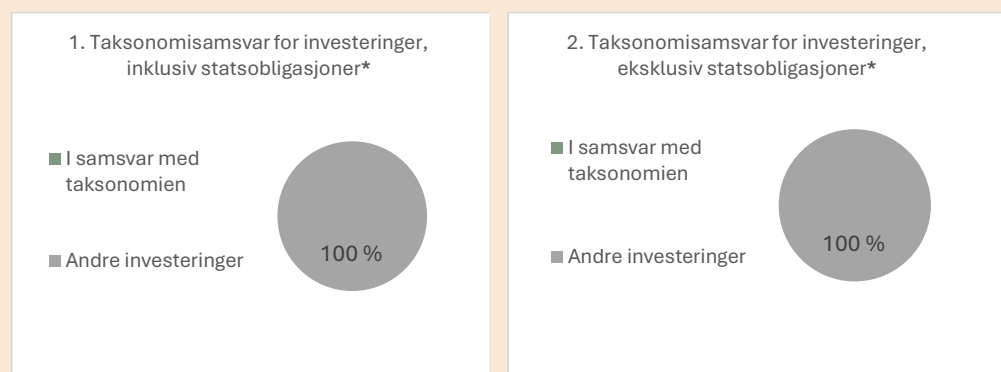 1. Taksonomisamsvar for investeringer,
inklusiv statsobligasjoner*
I samsvar med
taksonomien
Andre investeringer
100 %
2. Taksonomisamsvar for investeringer,
eksklusiv statsobligasjoner*
I samsvar med
taksonomien
Andre investeringer
100 %